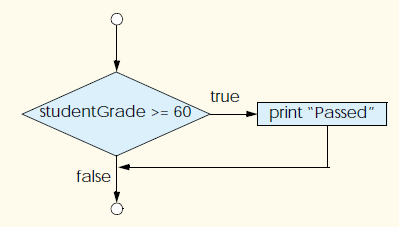 studentGrade >= 60
true
print “Passed”
false